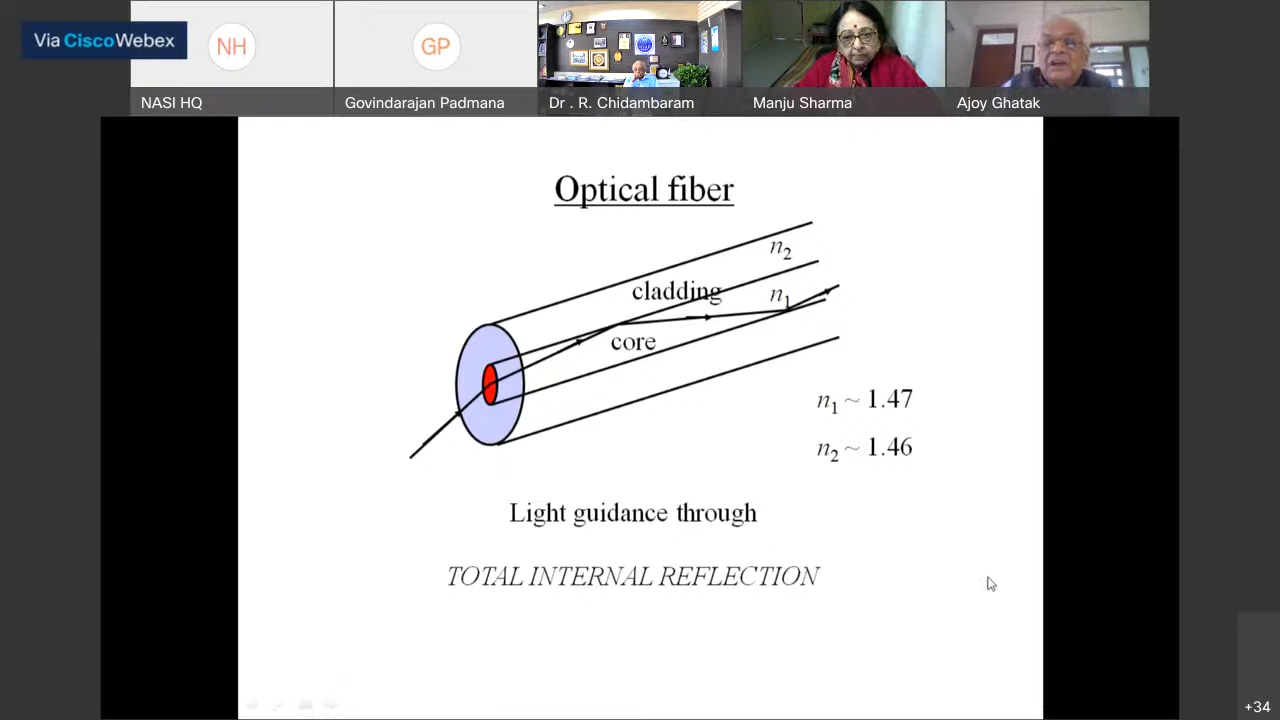 Via CiscoWebex
NH
GP
NASI HQ
Govindarajan Padmana
Dr . R. Chidambaram
Manju Sharma
Ajoy Ghatak
Optical fiber
n2
cladding
n1
core
n1 ~ 1.47
n2 ~ 1.46
Light guidance through
TOTAL INTERNAL REFLECTION
+34